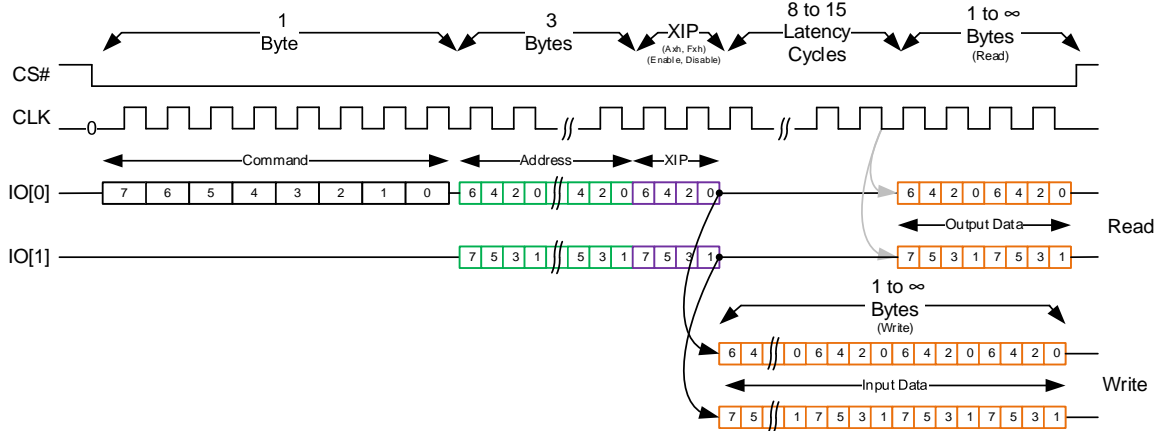 1
Byte
3
Bytes
XIP
(Axh, Fxh)
(Enable, Disable)
8 to 15
Latency
Cycles
1 to ∞
Bytes
(Read)
CS#
CLK
0
Command
Address
XIP
IO[0]
7 6 5 4 3 2 1 0
6 4 2 0 4 2 0 6 4 2 0
6 4 2 0 6 4 2 0
Output Data
Read
IO[1]
7 5 3 1 5 3 1 7 5 3 1
7 5 3 1 7 5 3 1
1 to ∞
Bytes
(Write)
6 4 0 6 4 2 0 6 4 2 0 6 4 2 0
Input Data
Write
7 5 1 7 5 3 1 7 5 3 1 7 5 3 1